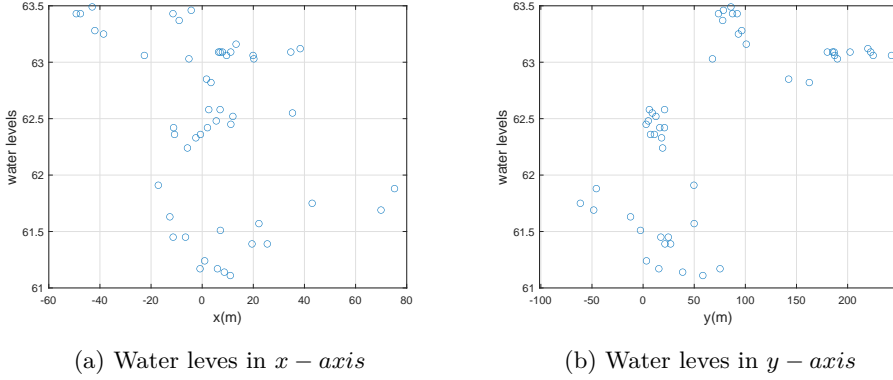 63.5
63
62.5
62
61.5
61
water levels
-60 -40 -20 0 20 40 60 80
x(m)
(a) Water leves in x − axis
63.5
63
62.5
62
61.5
61
water levels
-100 -50 0 50 100 150 200
y(m)
(b) Water leves in y − axis